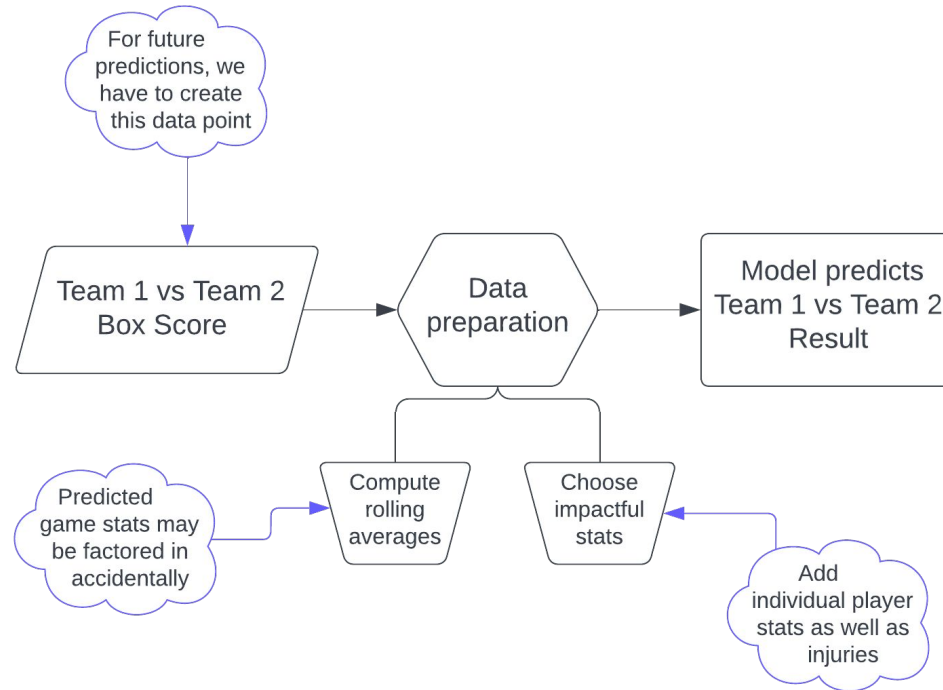 For future
predictions, we
have to create
this data point
Team 1 vs Team 2
Box Score
Data
preparation
Model predicts
Team 1 vs Team 2
Result
Compute
rolling
averages
Choose
impactful
stats
Predicted
game stats may
be factored in
accidentally
Add
individual player
stats as well as
injuries